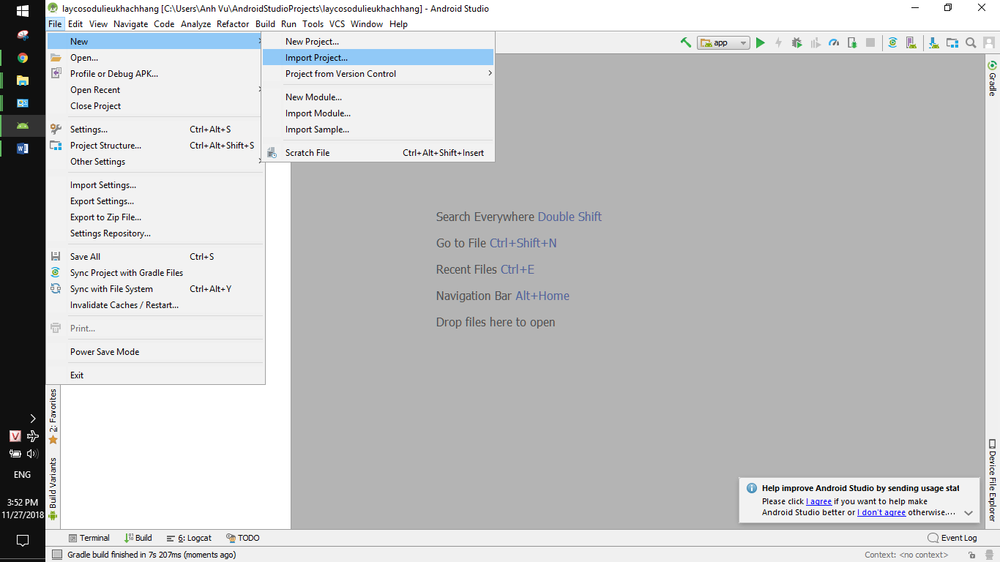 laycosodulieukhachhang [C:\Users\Anh Vu\AndroidStudioProjects\laycosodulieukhachhang] - Android Studio
File Edit View Navigate Code Analyze Refactor Build Run Tools VCS Window Help
New
Open...
Profile or Debug APK...
Open Recent
Close Project
Settings... Ctrl+Alt+S
Project Structure... Ctrl+Alt+Shift+S
Other Settings
Import Settings...
Export Settings...
Export to Zip File...
Settings Repository...
Save All Ctrl+S
Sync Project with Gradle Files
Sync with File System Ctrl+Alt+Y
Invalidate Caches / Restart...
Print...
Power Save Mode
Exit
New Project...
Import Project...
Project from Version Control
New Module...
Import Module...
Import Sample...
Scratch File Ctrl+Alt+Shift+Insert
app
Gradle
Search Everywhere Double Shift
Go to File Ctrl+Shift+N
Recent Files Ctrl+E
Navigation Bar Alt+Home
Drop files here to open
2: Favorites
Build Variants
Device File Explorer
Help improve Android Studio by sending usage stat
Please click I agree if you want to help make
Android Studio better or I don't agree otherwise....
V
ENG
3:52 PM
11/27/2018
Terminal Build 6: Logcat TODO Event Log
Gradle build finished in 7s 207ms (moments ago) Context: <no context>